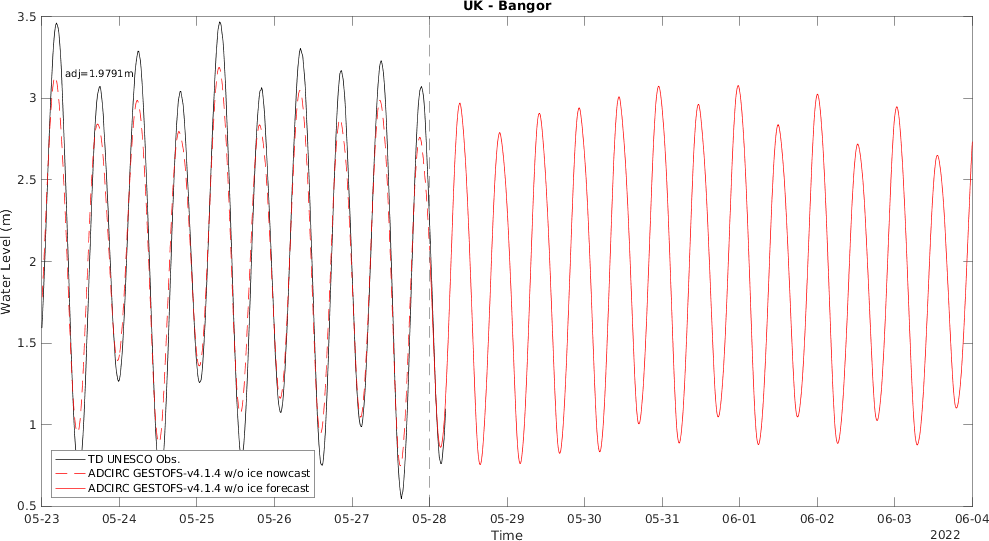 UK - Bangor
3.5
adj=1.9791m
3
2.5
2
1.5
1
0.5
Water Level (m)
TD UNESCO Obs.
ADCIRC GESTOFS-v4.1.4 w/o ice nowcast
ADCIRC GESTOFS-v4.1.4 w/o ice forecast
05-23 05-24 05-25 05-26 05-27 05-28 05-29 05-30 05-31 06-01 06-02 06-03 06-04
Time
2022